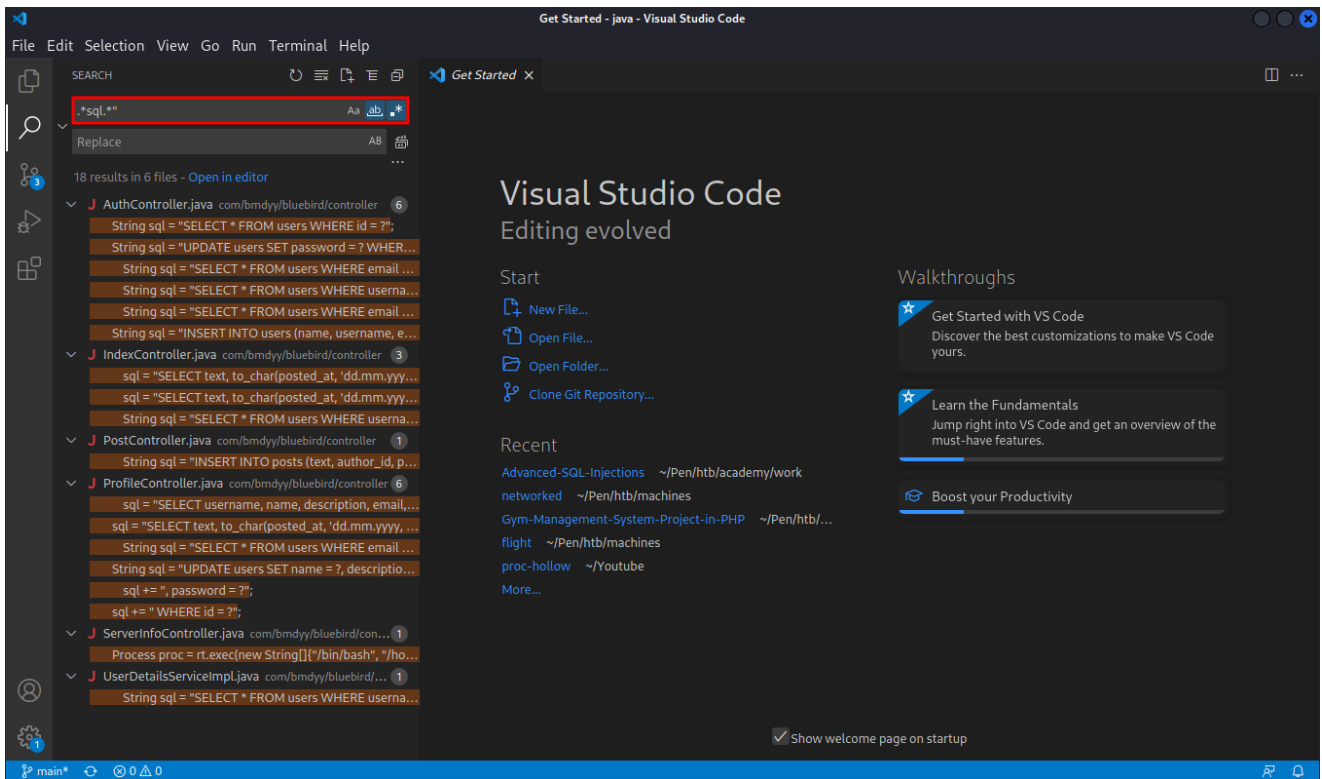 Get Started - java - Visual Studio Code
File Edit Selection View Go Run Terminal Help
SEARCH
Get Started
.*sql.*"
Aa ab .*
Replace
AB
...
18 results in 6 files - Open in editor
J AuthController.java com/bmdyy/bluebird/controller 6
String sql = "SELECT * FROM users WHERE id = ?";
String sql = "UPDATE users SET password = ? WHER...
String sql = "SELECT * FROM users WHERE email ...
String sql = "SELECT * FROM users WHERE userna...
String sql = "SELECT * FROM users WHERE email ...
String sql = "INSERT INTO users (name, username, e...
J IndexController.java com/bmdyy/bluebird/controller 3
sql = "SELECT text, to_char(posted_at, 'dd.mm.yyy...
sql = "SELECT text, to_char(posted_at, 'dd.mm.yyy...
String sql = "SELECT * FROM users WHERE userna...
J PostController.java com/bmdyy/bluebird/controller 1
String sql = "INSERT INTO posts (text, author_id, p...
J ProfileController.java com/bmdyy/bluebird/controller 6
sql = "SELECT username, name, description, email,...
sql = "SELECT text, to_char(posted_at, 'dd.mm.yyyy, ...
String sql = "SELECT * FROM users WHERE email ...
String sql = "UPDATE users SET name = ?, descriptio...
sql += ", password = ?";
sql += " WHERE id = ?";
J ServerInfoController.java com/bmdyy/bluebird/con... 1
Process proc = rt.exec(new String[]{"/bin/bash", "/ho...
J UserDetailsServiceImpl.java com/bmdyy/bluebird/... 1
String sql = "SELECT * FROM users WHERE userna...
3
1
Visual Studio Code
Editing evolved
Start
New File...
Open File...
Open Folder...
Clone Git Repository...
Recent
Advanced-SQL-Injections ~/Pen/htb/academy/work
networked ~/Pen/htb/machines
Gym-Management-System-Project-in-PHP ~/Pen/htb/...
flight ~/Pen/htb/machines
proc-hollow ~/Youtube
More...
Walkthroughs
Get Started with VS Code
Discover the best customizations to make VS Code
yours.
Learn the Fundamentals
Jump right into VS Code and get an overview of the
must-have features.
Boost your Productivity
Show welcome page on startup
main* 0 0